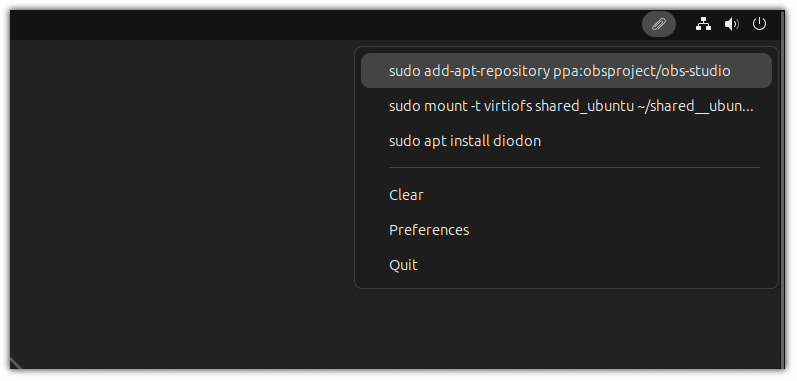 sudo add-apt-repository ppa:obsproject/obs-studio
sudo mount -t virtiofs shared_ubuntu ~/shared__ubun...
sudo apt install diodon
Clear
Preferences
Quit